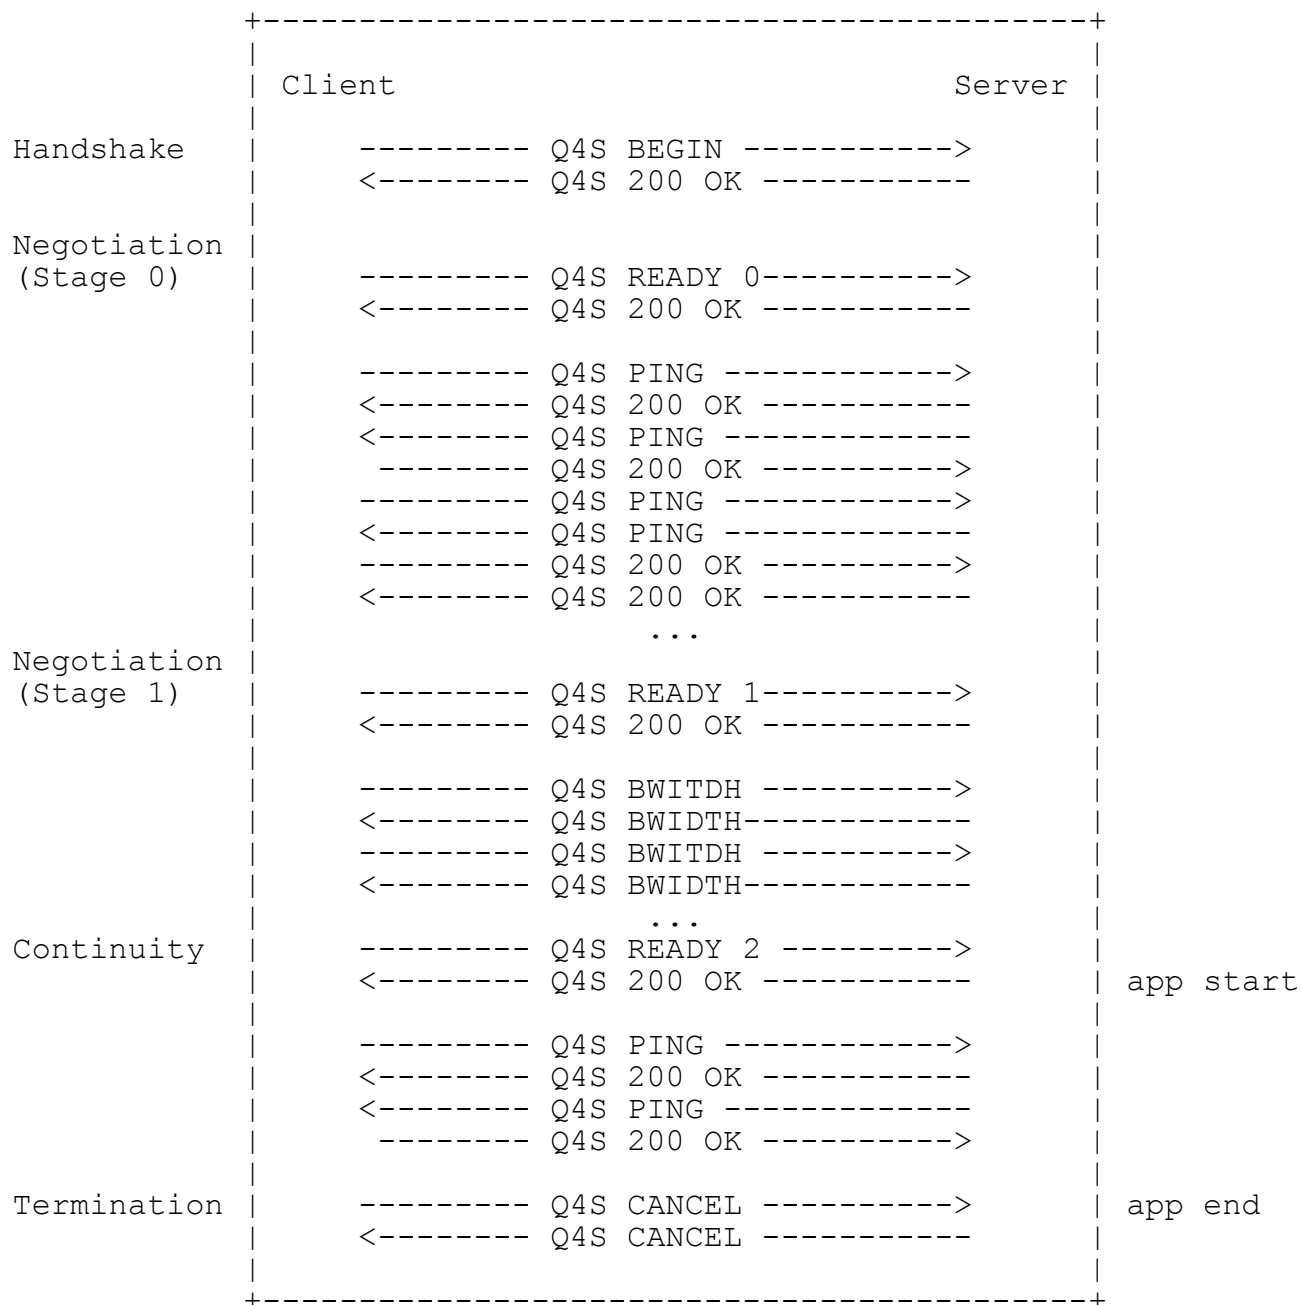 +-------------------------------------------+
|                                           |
| Client                             Server |
|                                           |
Handshake   |     --------- Q4S BEGIN ----------->      |
|     <-------- Q4S 200 OK -----------      |
|                                           |
Negotiation |                                           |
(Stage 0)   |     --------- Q4S READY 0---------->      |
|     <-------- Q4S 200 OK -----------      |
|                                           |
|     --------- Q4S PING ------------>      |
|     <-------- Q4S 200 OK -----------      |
|     <-------- Q4S PING -------------      |
|      -------- Q4S 200 OK ---------->      |
|     --------- Q4S PING ------------>      |
|     <-------- Q4S PING -------------      |
|     --------- Q4S 200 OK ---------->      |
|     <-------- Q4S 200 OK -----------      |
|                    ...                    |
Negotiation |                                           |
(Stage 1)   |     --------- Q4S READY 1---------->      |
|     <-------- Q4S 200 OK -----------      |
|                                           |
|     --------- Q4S BWITDH ---------->      |
|     <-------- Q4S BWIDTH------------      |
|     --------- Q4S BWITDH ---------->      |
|     <-------- Q4S BWIDTH------------      |
|                    ...                    |
Continuity  |     --------- Q4S READY 2 --------->      |
|     <-------- Q4S 200 OK -----------      | app start
|                                           |
|     --------- Q4S PING ------------>      |
|     <-------- Q4S 200 OK -----------      |
|     <-------- Q4S PING -------------      |
|      -------- Q4S 200 OK ---------->      |
|                                           |
Termination |     --------- Q4S CANCEL ---------->      | app end
|     <-------- Q4S CANCEL -----------      |
|                                           |
+-------------------------------------------+